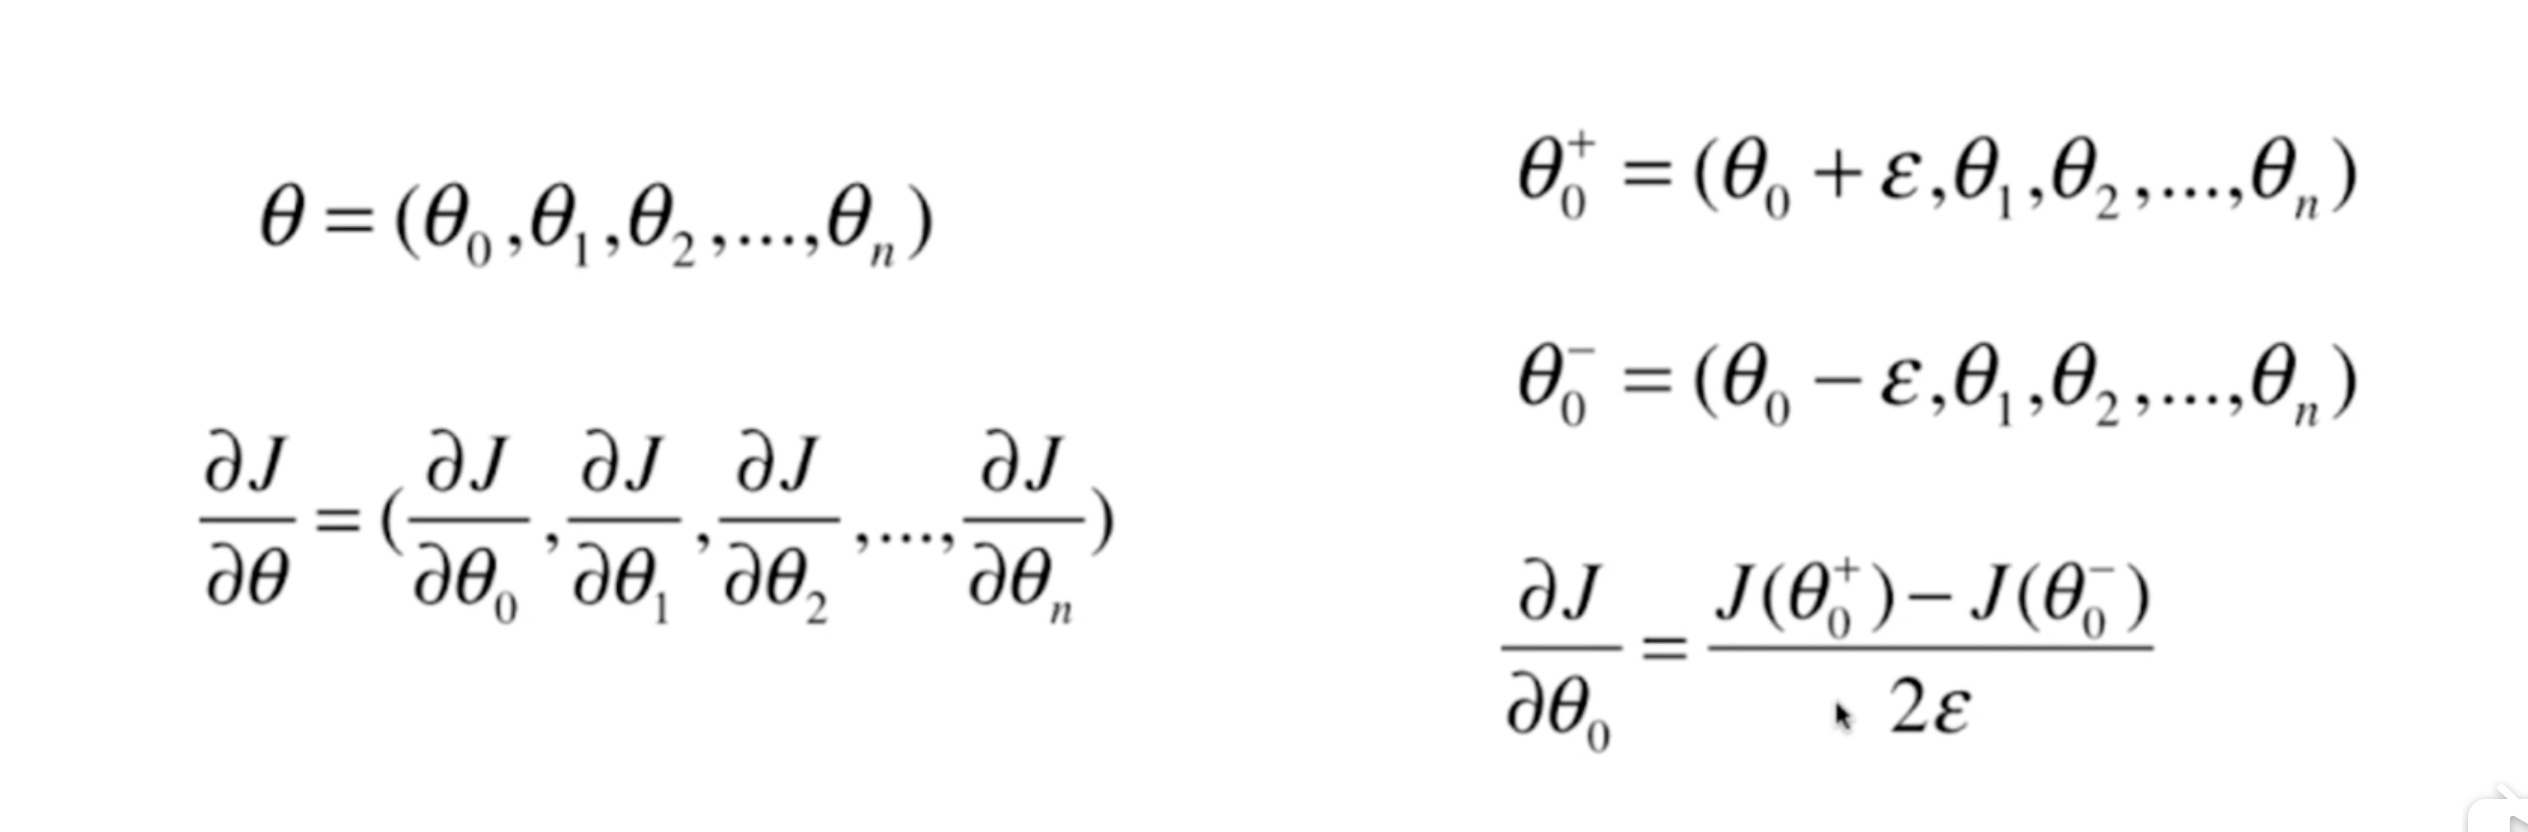 θ = (θ₀,θ₁,θ₂,...,θₙ)
∂J/∂θ = (∂J/∂θ₀,∂J/∂θ₁,∂J/∂θ₂,...,∂J/∂θₙ)
θ₀⁺ = (θ₀ + ε,θ₁,θ₂,...,θₙ)
θ₀⁻ = (θ₀ − ε,θ₁,θ₂,...,θₙ)
∂J/∂θ₀ = (J(θ₀⁺) − J(θ₀⁻))/2ε